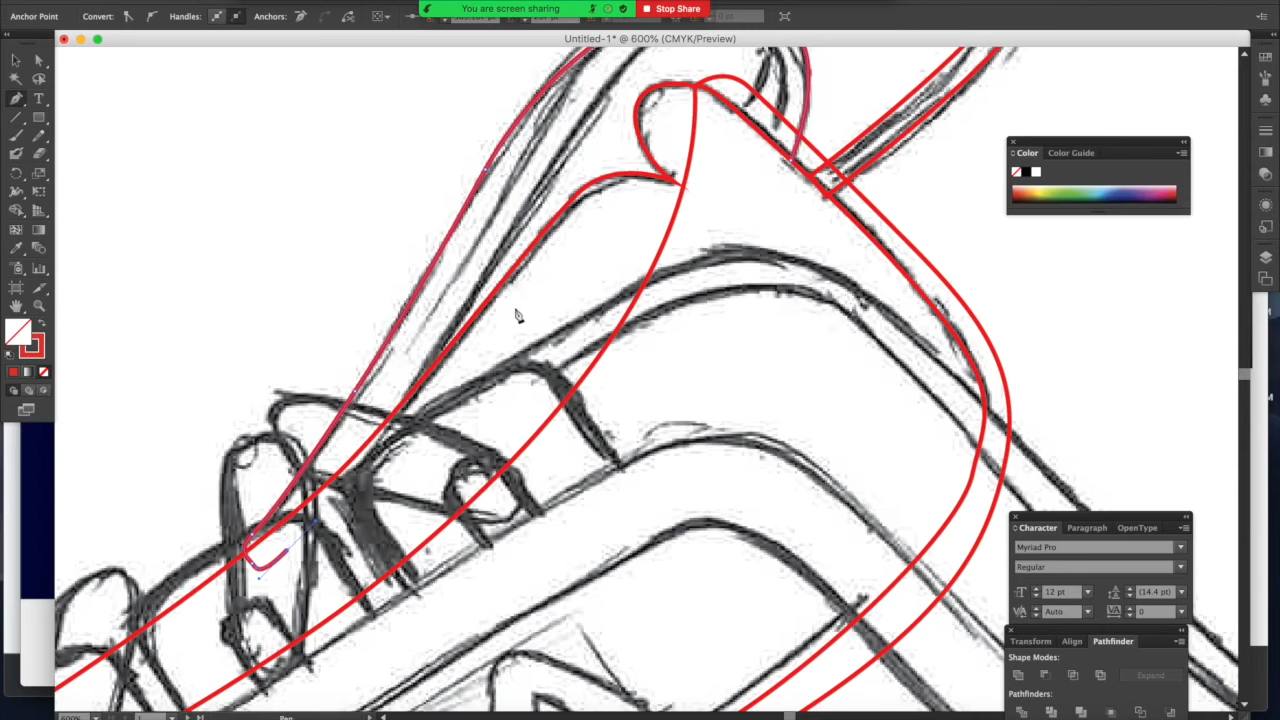 You are screen sharing
Stop Share
Anchor Point
Convert:
Handles:
Anchors:
Untitled-1* @ 600% (CMYK/Preview)
T
Color
Color Guide
Character
Paragraph
OpenType
Myriad Pro
Regular
12 pt
(14.4 pt)
Auto
0
Transform
Align
Pathfinder
Shape Modes:
Expand
Pathfinders:
600%
Pen